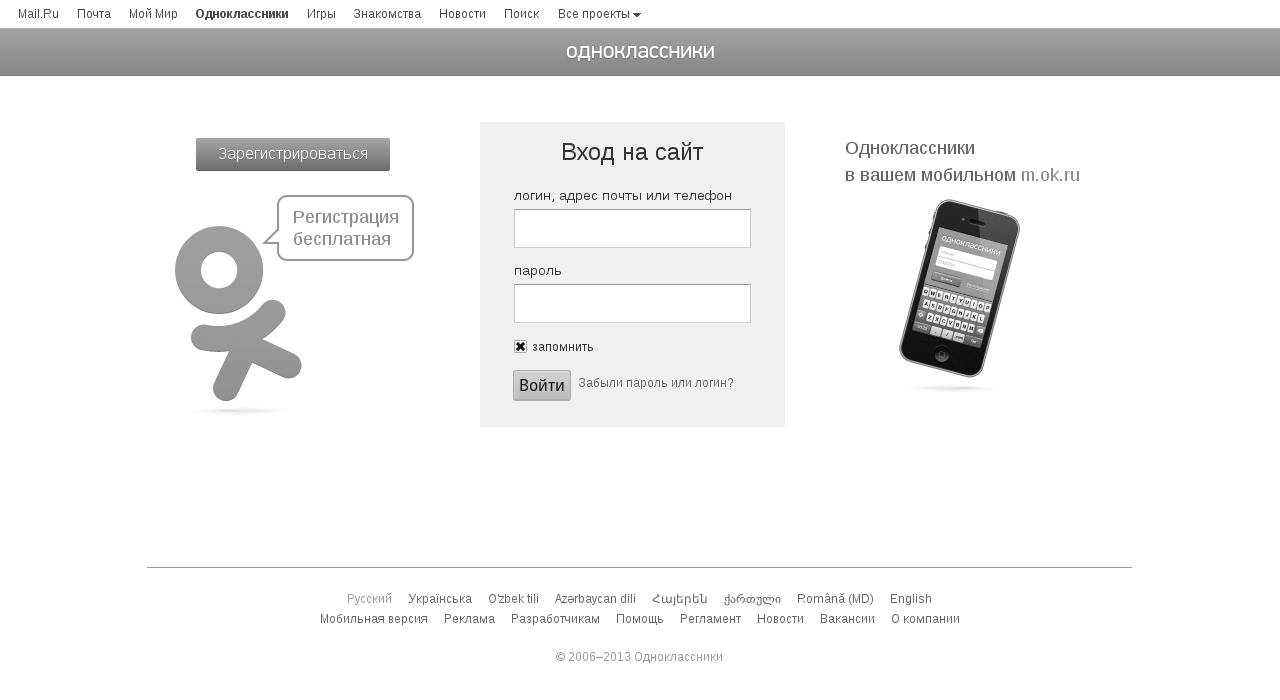 Mail.Ru Почта Мой Мир Одноклассники Игры Знакомства Новости Поиск Все проекты
одноклассники
Зарегистрироваться
Регистрация
бесплатная
Вход на сайт
логин, адрес почты или телефон
пароль
запомнить
Войти Забыли пароль или логин?
Одноклассники
в вашем мобильном m.ok.ru
одноклассники
Русский Українська O'zbek tili Azərbaycan dili Հայերեն ქართული Română (MD) English
Мобильная версия Реклама Разработчикам Помощь Регламент Новости Вакансии О компании
© 2006–2013 Одноклассники